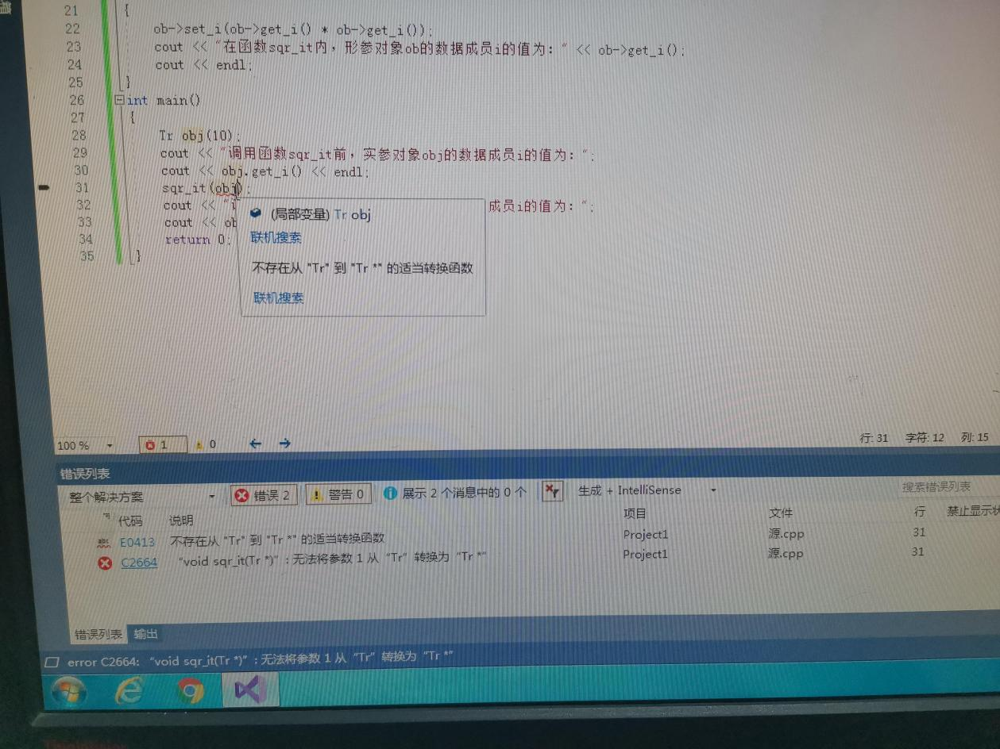 21 {
22 ob->set_i(ob->get_i() * ob->get_i());
23 cout << "在函数sqr_it内，形参对象ob的数据成员i的值为：" << ob->get_i();
24 cout << endl;
25 }
26 int main()
27 {
28 Tr obj(10);
29 cout << "调用函数sqr_it前，实参对象obj的数据成员i的值为：";
30 cout << obj.get_i() << endl;
31 sqr_it(obj);
32 cout << " 成员i的值为：";
33 cout << ob
34 return 0;
35 }
(局部变量) Tr obj
联机搜索
不存在从 "Tr" 到 "Tr *" 的适当转换函数
联机搜索
100 % 1 0 行: 31 字符: 12 列: 15
错误列表
整个解决方案 错误 2 警告 0 展示 2 个消息中的 0 个 生成 + IntelliSense 搜索错误列表
代码 说明 项目 文件 行 禁止显示状
abc E0413 不存在从 "Tr" 到 "Tr *" 的适当转换函数 Project1 源.cpp 31
C2664 “void sqr_it(Tr *)”: 无法将参数 1 从“Tr”转换为“Tr *” Project1 源.cpp 31
错误列表 输出
error C2664: “void sqr_it(Tr *)”: 无法将参数 1 从“Tr”转换为“Tr *”